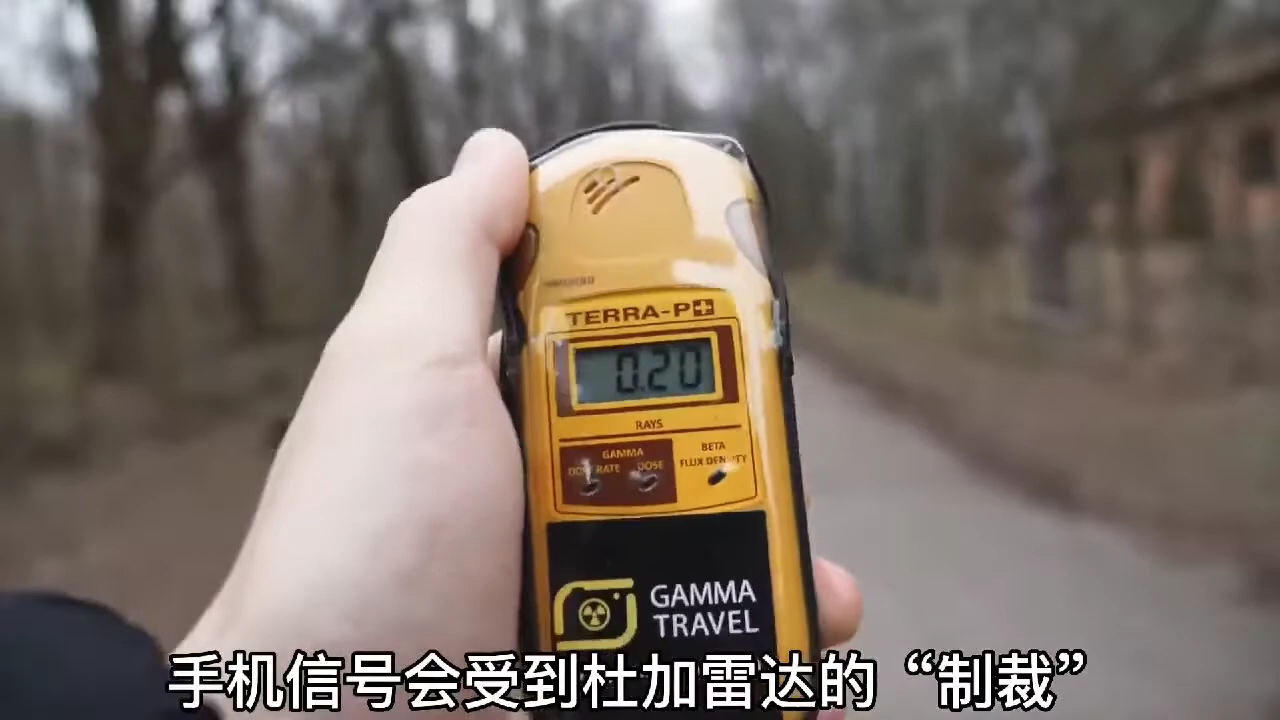 TERRA-P+
0.20
RAYS
GAMMA
BETA
DOSE RATE
DOSE
FLUX DENSITY
GAMMA
TRAVEL
手机信号会受到杜加雷达的“制裁”